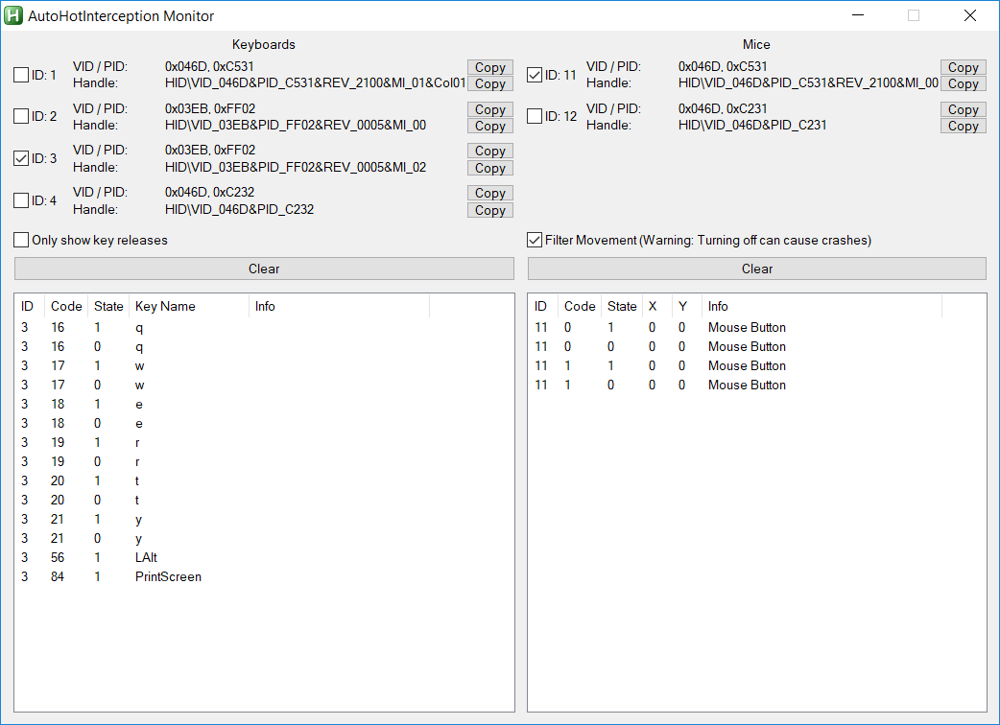 AutoHotInterception Monitor
Keyboards
ID: 1
VID / PID: 0x046D, 0xC531 Copy
Handle: HID\VID_046D&PID_C531&REV_2100&MI_01&Col01 Copy
ID: 2
VID / PID: 0x03EB, 0xFF02 Copy
Handle: HID\VID_03EB&PID_FF02&REV_0005&MI_00 Copy
ID: 3
VID / PID: 0x03EB, 0xFF02 Copy
Handle: HID\VID_03EB&PID_FF02&REV_0005&MI_02 Copy
ID: 4
VID / PID: 0x046D, 0xC232 Copy
Handle: HID\VID_046D&PID_C232 Copy
Only show key releases
Clear
ID Code State Key Name Info
3 16 1 q
3 16 0 q
3 17 1 w
3 17 0 w
3 18 1 e
3 18 0 e
3 19 1 r
3 19 0 r
3 20 1 t
3 20 0 t
3 21 1 y
3 21 0 y
3 56 1 LAlt
3 84 1 PrintScreen
Mice
ID: 11
VID / PID: 0x046D, 0xC531 Copy
Handle: HID\VID_046D&PID_C531&REV_2100&MI_00 Copy
ID: 12
VID / PID: 0x046D, 0xC231 Copy
Handle: HID\VID_046D&PID_C231 Copy
Filter Movement (Warning: Turning off can cause crashes)
Clear
ID Code State X Y Info
11 0 1 0 0 Mouse Button
11 0 0 0 0 Mouse Button
11 1 1 0 0 Mouse Button
11 1 0 0 0 Mouse Button